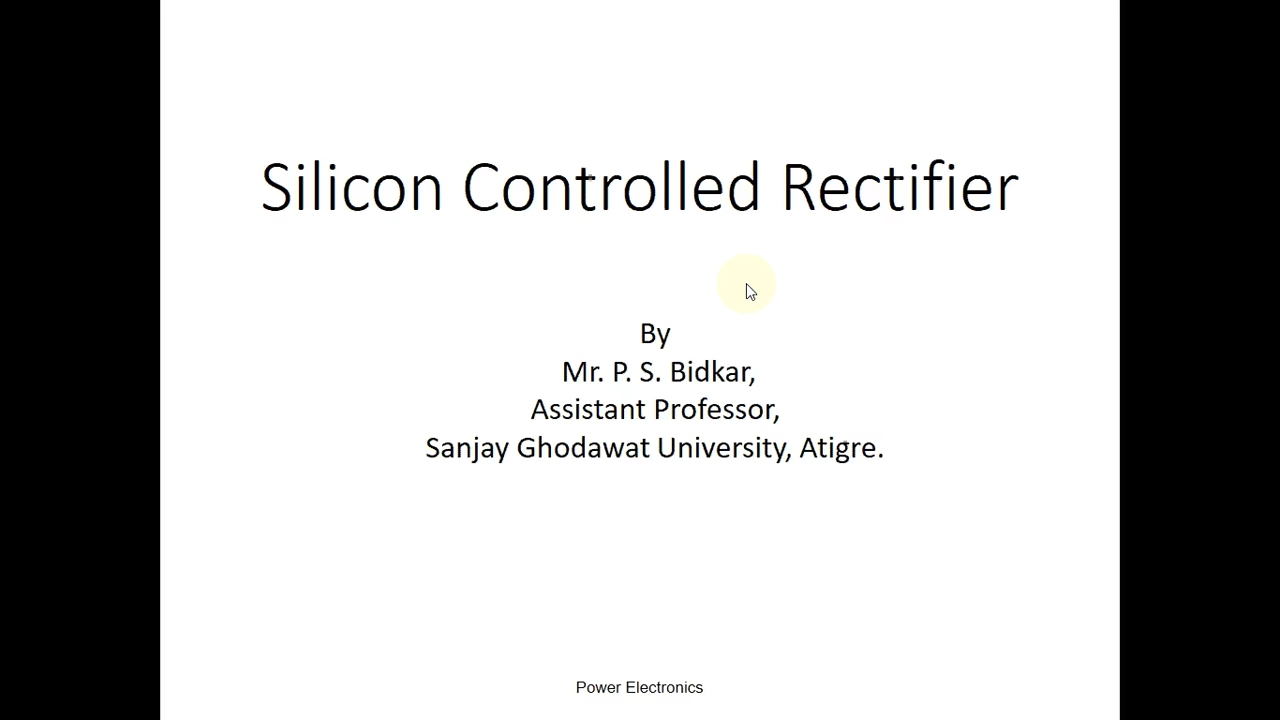 Silicon Controlled Rectifier
By
Mr. P. S. Bidkar,
Assistant Professor,
Sanjay Ghodawat University, Atigre.
Power Electronics